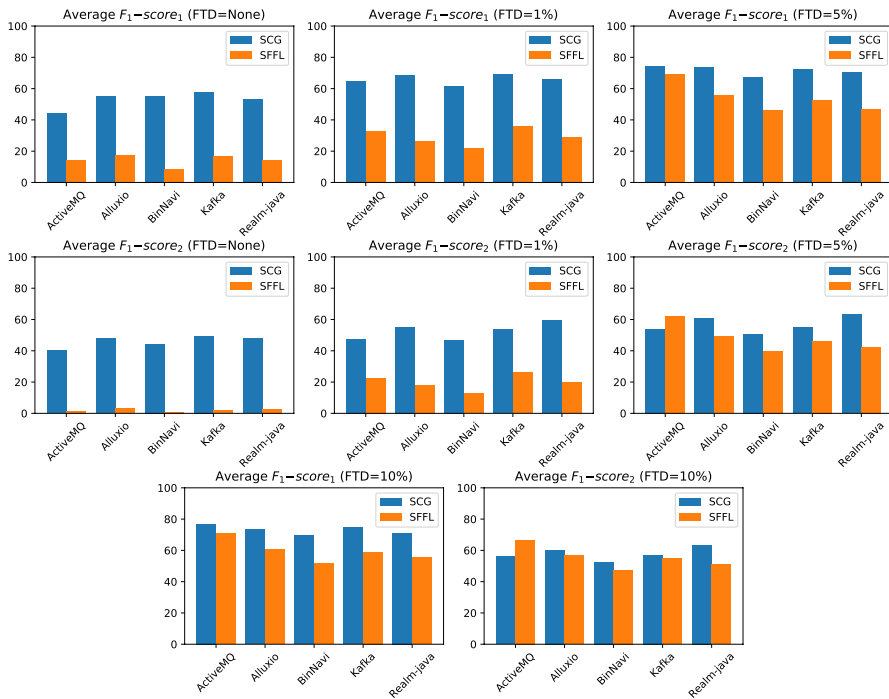 Average F₁−score₁ (FTD=None)
100
80
60
40
20
0
SCG
SFFL
ActiveMQ
Alluxio
BinNavi
Kafka
Realm-java
Average F₁−score₁ (FTD=1%)
100
80
60
40
20
0
SCG
SFFL
ActiveMQ
Alluxio
BinNavi
Kafka
Realm-java
Average F₁−score₁ (FTD=5%)
100
80
60
40
20
0
SCG
SFFL
ActiveMQ
Alluxio
BinNavi
Kafka
Realm-java
Average F₁−score₂ (FTD=None)
100
80
60
40
20
0
SCG
SFFL
ActiveMQ
Alluxio
BinNavi
Kafka
Realm-java
Average F₁−score₂ (FTD=1%)
100
80
60
40
20
0
SCG
SFFL
ActiveMQ
Alluxio
BinNavi
Kafka
Realm-java
Average F₁−score₂ (FTD=5%)
100
80
60
40
20
0
SCG
SFFL
ActiveMQ
Alluxio
BinNavi
Kafka
Realm-java
Average F₁−score₁ (FTD=10%)
100
80
60
40
20
0
SCG
SFFL
ActiveMQ
Alluxio
BinNavi
Kafka
Realm-java
Average F₁−score₂ (FTD=10%)
100
80
60
40
20
0
SCG
SFFL
ActiveMQ
Alluxio
BinNavi
Kafka
Realm-java